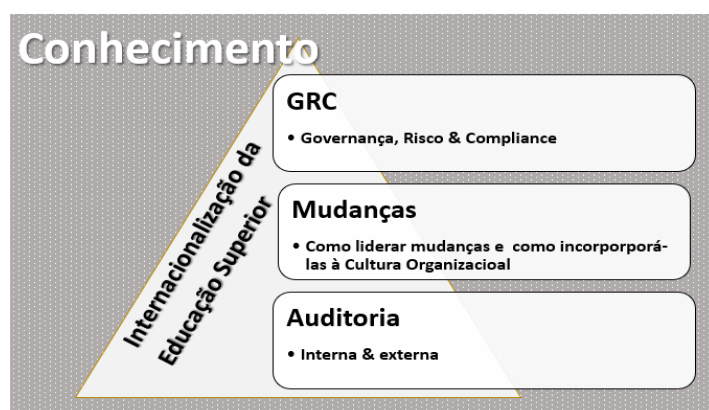 Conhecimento
Internacionalização da
Educação Superior
GRC
• Governança, Risco & Compliance
Mudanças
• Como liderar mudanças e como incorporporá-
las à Cultura Organizacioal
Auditoria
• Interna & externa